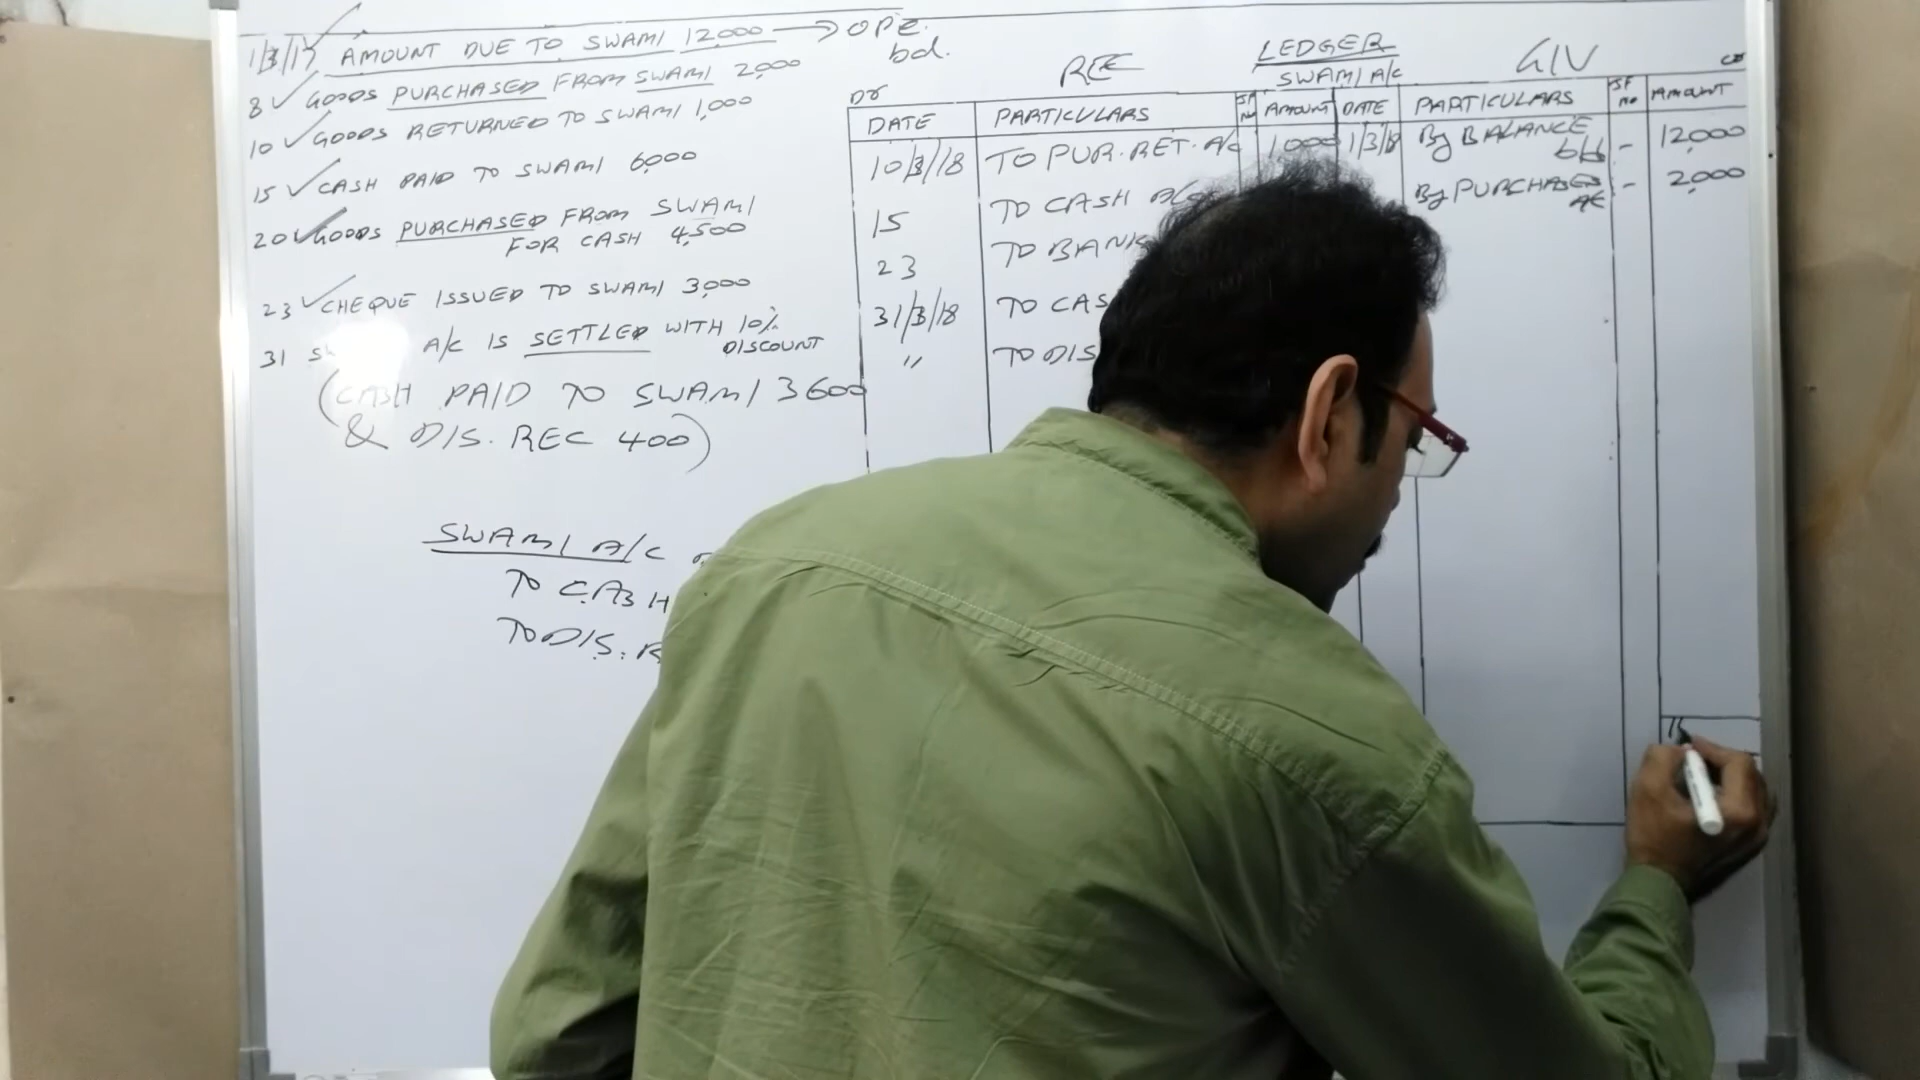 1/3/17 AMOUNT DUE TO SWAMI 12,000 → OPE.
bd.
8 ✓ GOODS PURCHASED FROM SWAMI 2,000
10 ✓ GOODS RETURNED TO SWAMI 1,000
15 ✓ CASH PAID TO SWAMI 6,000
20 ✓ GOODS PURCHASED FROM SWAMI
FOR CASH 4,500
23 ✓ CHEQUE ISSUED TO SWAMI 3,000
31 A/C IS SETTLED WITH 10%
DISCOUNT
(CASH PAID TO SWAMI 3600
& DIS. REC 400)
SWAMI A/C
TO CASH
TO DIS.
REC LEDGER GIV
SWAMI A/C
Dr Cr
DATE PARTICULARS AMOUNT DATE PARTICULARS JF No AMOUNT
10/3/18 TO PUR. RET. A/C 1000 1/3/18 By BALANCE b/d - 12,000
15 TO CASH By PURCHASES A/C - 2,000
23 TO BANK
31/3/18 TO CAS
" TO DIS